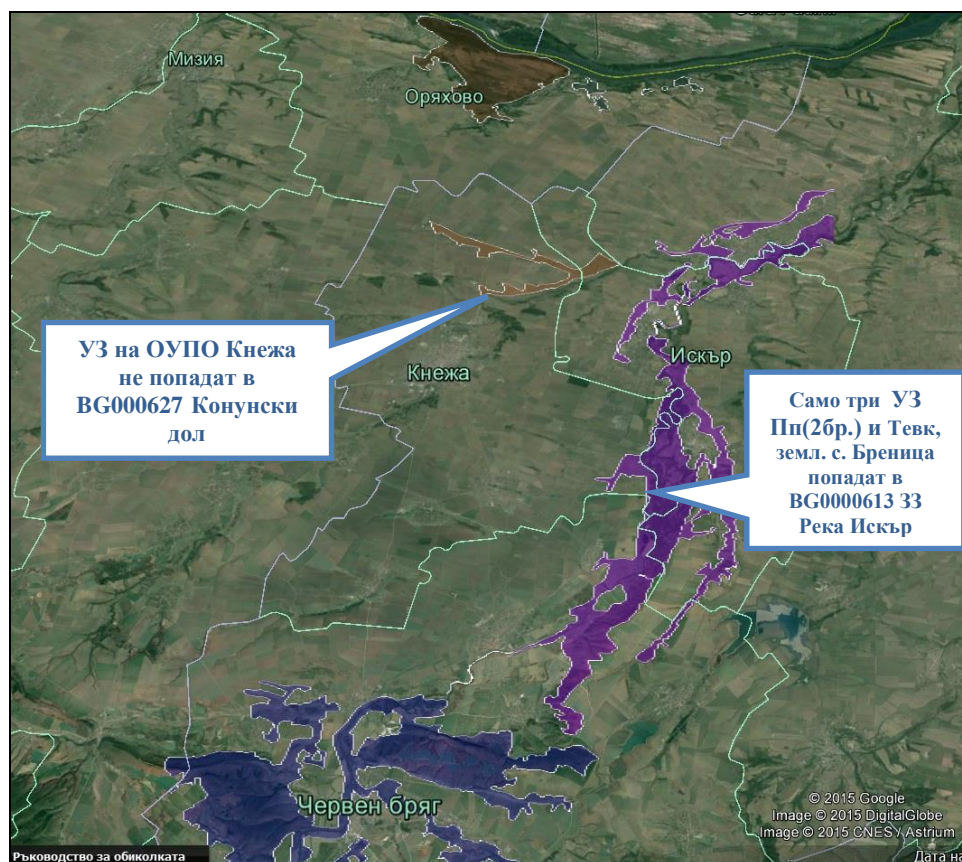 Мизия
Оряхово
УЗ на ОУПО Кнежа
не попадат в
BG000627 Конунски
дол
Кнежа
Искър
Само три УЗ
Пп(2бр.) и Тевк,
земл. с. Бреница
попадат в
BG0000613 ЗЗ
Река Искър
Червен бряг
© 2015 Google
Image © 2015 DigitalGlobe
Image © 2015 CNES / Astrium
Ръководство за обиколката
Дата на